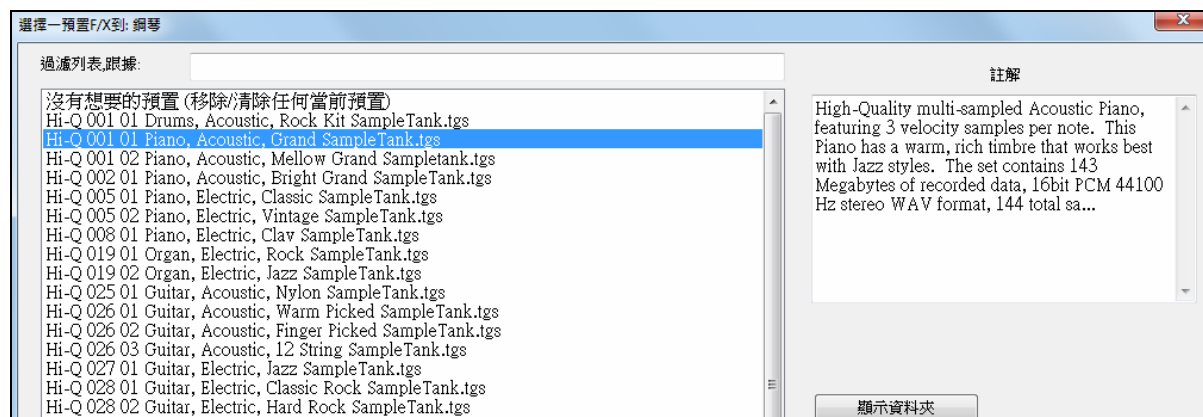 選擇一預置F/X到: 鋼琴
過濾列表,跟據:
沒有想要的預置 (移除/清除任何當前預置)
Hi-Q 001 01 Drums, Acoustic, Rock Kit SampleTank.tgs
Hi-Q 001 01 Piano, Acoustic, Grand SampleTank.tgs
Hi-Q 001 02 Piano, Acoustic, Mellow Grand Sampletank.tgs
Hi-Q 002 01 Piano, Acoustic, Bright Grand SampleTank.tgs
Hi-Q 005 01 Piano, Electric, Classic SampleTank.tgs
Hi-Q 005 02 Piano, Electric, Vintage SampleTank.tgs
Hi-Q 008 01 Piano, Electric, Clav SampleTank.tgs
Hi-Q 019 01 Organ, Electric, Rock SampleTank.tgs
Hi-Q 019 02 Organ, Electric, Jazz SampleTank.tgs
Hi-Q 025 01 Guitar, Acoustic, Nylon SampleTank.tgs
Hi-Q 026 01 Guitar, Acoustic, Warm Picked SampleTank.tgs
Hi-Q 026 02 Guitar, Acoustic, Finger Picked SampleTank.tgs
Hi-Q 026 03 Guitar, Acoustic, 12 String SampleTank.tgs
Hi-Q 027 01 Guitar, Electric, Jazz SampleTank.tgs
Hi-Q 028 01 Guitar, Electric, Classic Rock SampleTank.tgs
Hi-Q 028 02 Guitar, Electric, Hard Rock SampleTank.tgs
註解
High-Quality multi-sampled Acoustic Piano,
featuring 3 velocity samples per note. This
Piano has a warm, rich timbre that works best
with Jazz styles. The set contains 143
Megabytes of recorded data, 16bit PCM 44100
Hz stereo WAV format, 144 total sa...
顯示資料夾